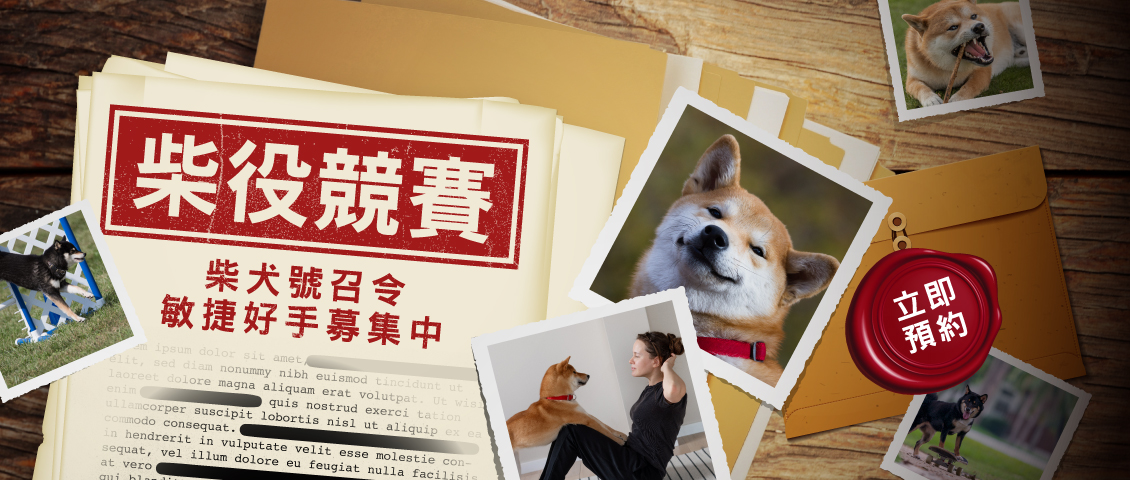 柴役競賽
柴犬號召令
敏捷好手募集中
立即
預約
ipsum dolor sit amet,
elit, sed diam nonummy nibh euismod tincidunt ut
laoreet dolore magna aliquam erat volutpat. Ut wisi
enim quis nostrud exerci tation
ullamcorper suscipit lobortis nisl ut aliquip ex ea
commodo consequat.
in hendrerit in vulputate velit esse molestie con-
sequat, vel illum dolore eu feugiat nulla facilisis
at vero
qui blandit